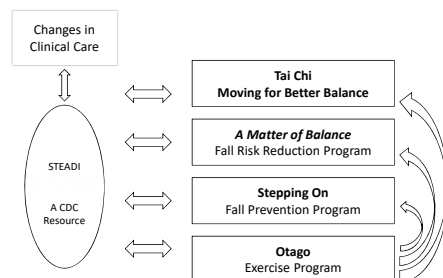 Changes in
Clinical Care
Tai Chi
Moving for Better Balance
A Matter of Balance
Fall Risk Reduction Program
STEADI
A CDC
Resource
Stepping On
Fall Prevention Program
Otago
Exercise Program